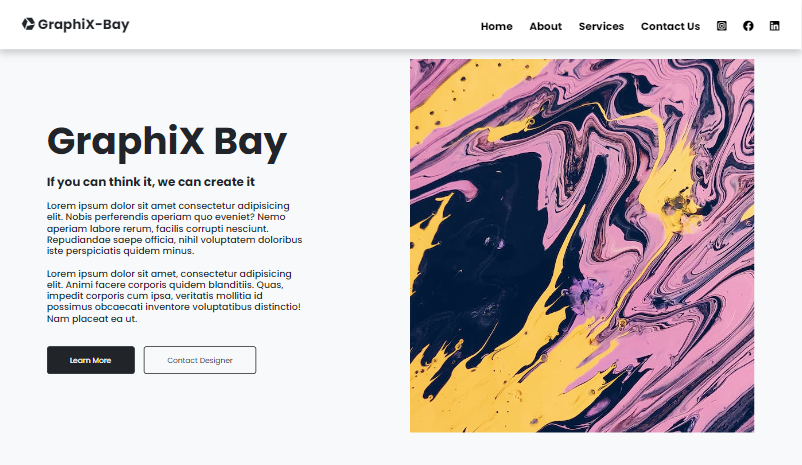 GraphiX-Bay
Home About Services Contact Us
GraphiX Bay
If you can think it, we can create it
Lorem ipsum dolor sit amet consectetur adipisicing
elit. Nobis perferendis aperiam quo eveniet? Nemo
aperiam labore rerum, facilis corrupti nesciunt.
Repudiandae saepe officia, nihil voluptatem doloribus
iste perspiciatis quidem minus.
Lorem ipsum dolor sit amet, consectetur adipisicing
elit. Animi facere corporis quidem blanditiis. Quas,
impedit corporis cum ipsa, veritatis mollitia id
possimus obcaecati inventore voluptatibus distinctio!
Nam placeat ea ut.
Learn More Contact Designer